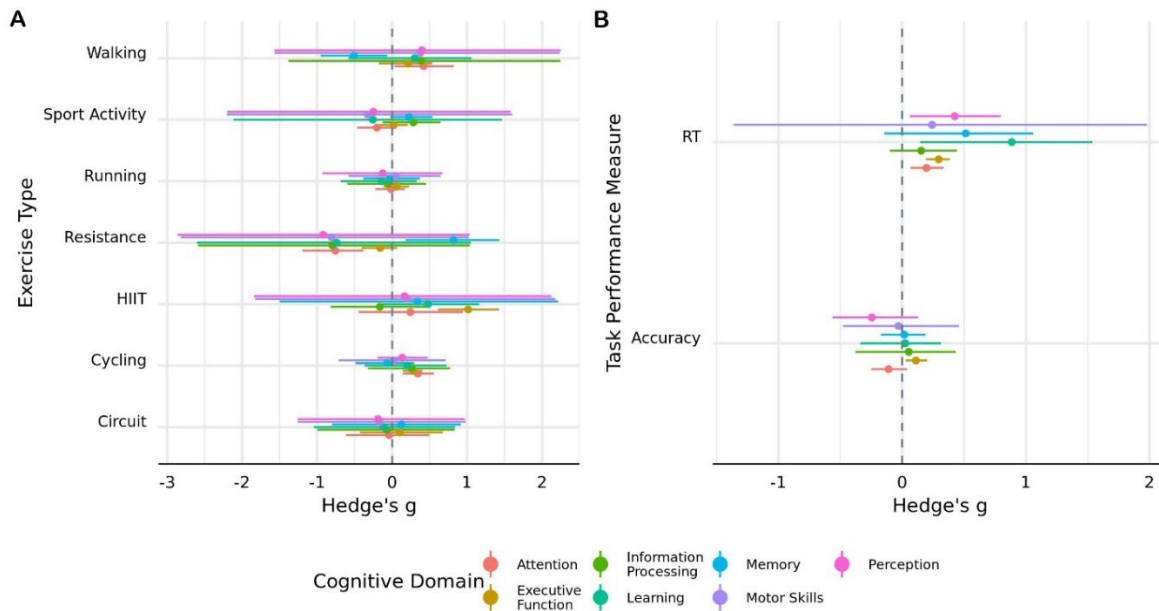 A
Exercise Type
Walking
Sport Activity
Running
Resistance
HIIT
Cycling
Circuit
-3 -2 -1 0 1 2
Hedge's g
B
Task Performance Measure
RT
Accuracy
-1 0 1 2
Hedge's g
Cognitive Domain
Attention
Executive
Function
Information
Processing
Learning
Memory
Motor Skills
Perception